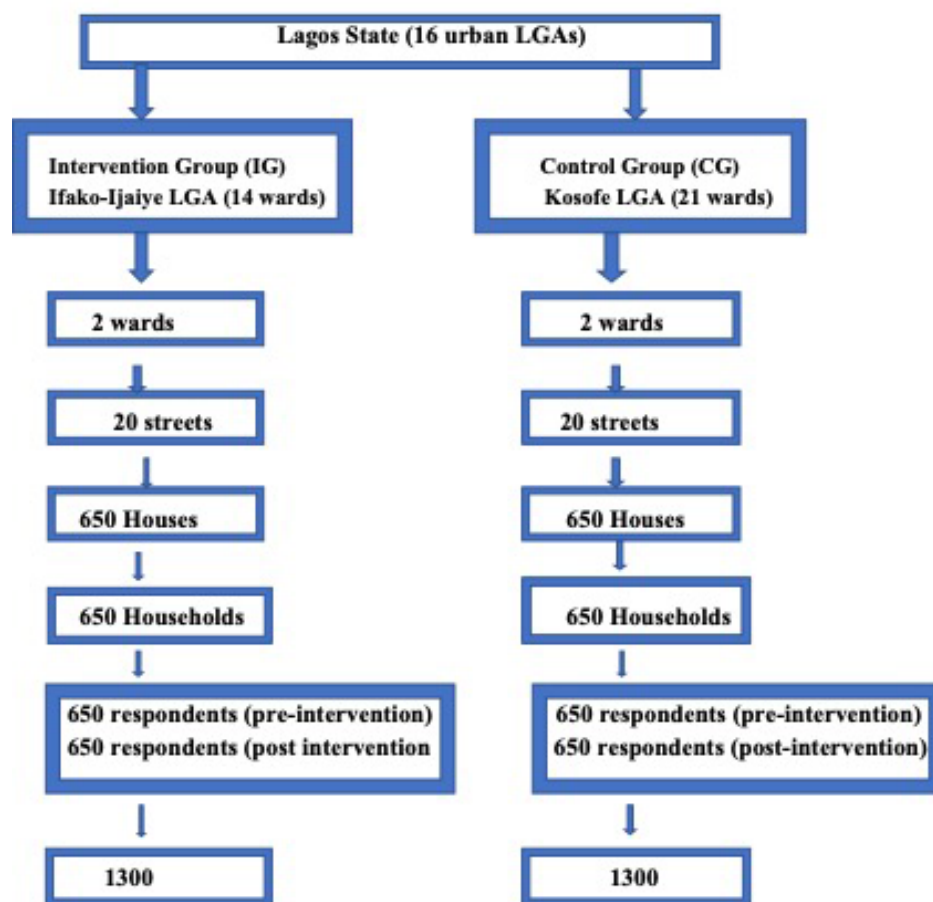 Lagos State (16 urban LGAs)
Intervention Group (IG)
Ifako-Ijaiye LGA (14 wards)
Control Group (CG)
Kosofe LGA (21 wards)
2 wards
2 wards
20 streets
20 streets
650 Houses
650 Houses
650 Households
650 Households
650 respondents (pre-intervention)
650 respondents (post intervention
650 respondents (pre-intervention)
650 respondents (post-intervention)
1300
1300